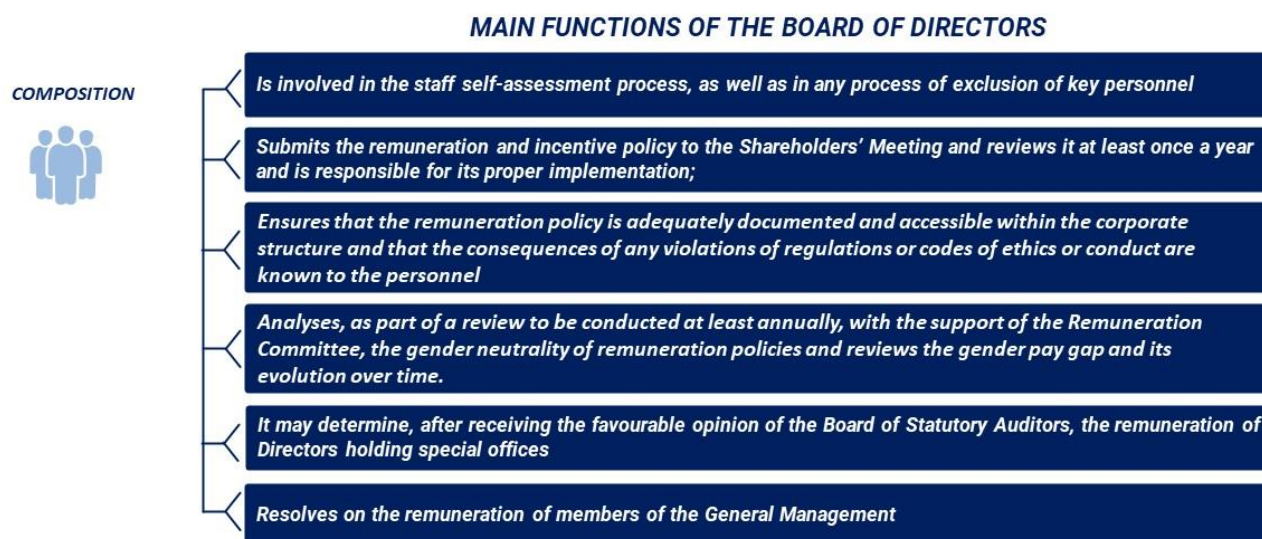 MAIN FUNCTIONS OF THE BOARD OF DIRECTORS
COMPOSITION
Is involved in the staff self-assessment process, as well as in any process of exclusion of key personnel
Submits the remuneration and incentive policy to the Shareholders’ Meeting and reviews it at least once a year
and is responsible for its proper implementation;
Ensures that the remuneration policy is adequately documented and accessible within the corporate
structure and that the consequences of any violations of regulations or codes of ethics or conduct are
known to the personnel
Analyses, as part of a review to be conducted at least annually, with the support of the Remuneration
Committee, the gender neutrality of remuneration policies and reviews the gender pay gap and its
evolution over time.
It may determine, after receiving the favourable opinion of the Board of Statutory Auditors, the remuneration of
Directors holding special offices
Resolves on the remuneration of members of the General Management